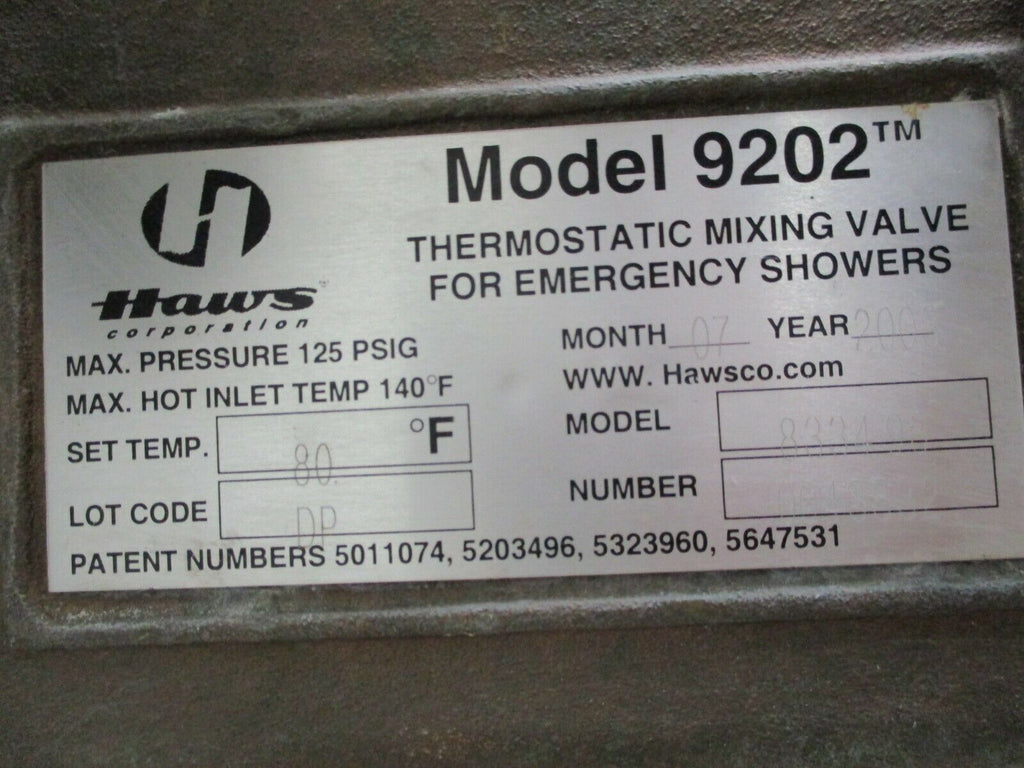 Model 9202™
THERMOSTATIC MIXING VALVE
FOR EMERGENCY SHOWERS
Haws™
corporation
MAX. PRESSURE 125 PSIG
MAX. HOT INLET TEMP 140°F
SET TEMP. 80. °F
LOT CODE DP
MONTH 07 YEAR
WWW. Hawsco.com
MODEL
NUMBER
PATENT NUMBERS 5011074, 5203496, 5323960, 5647531